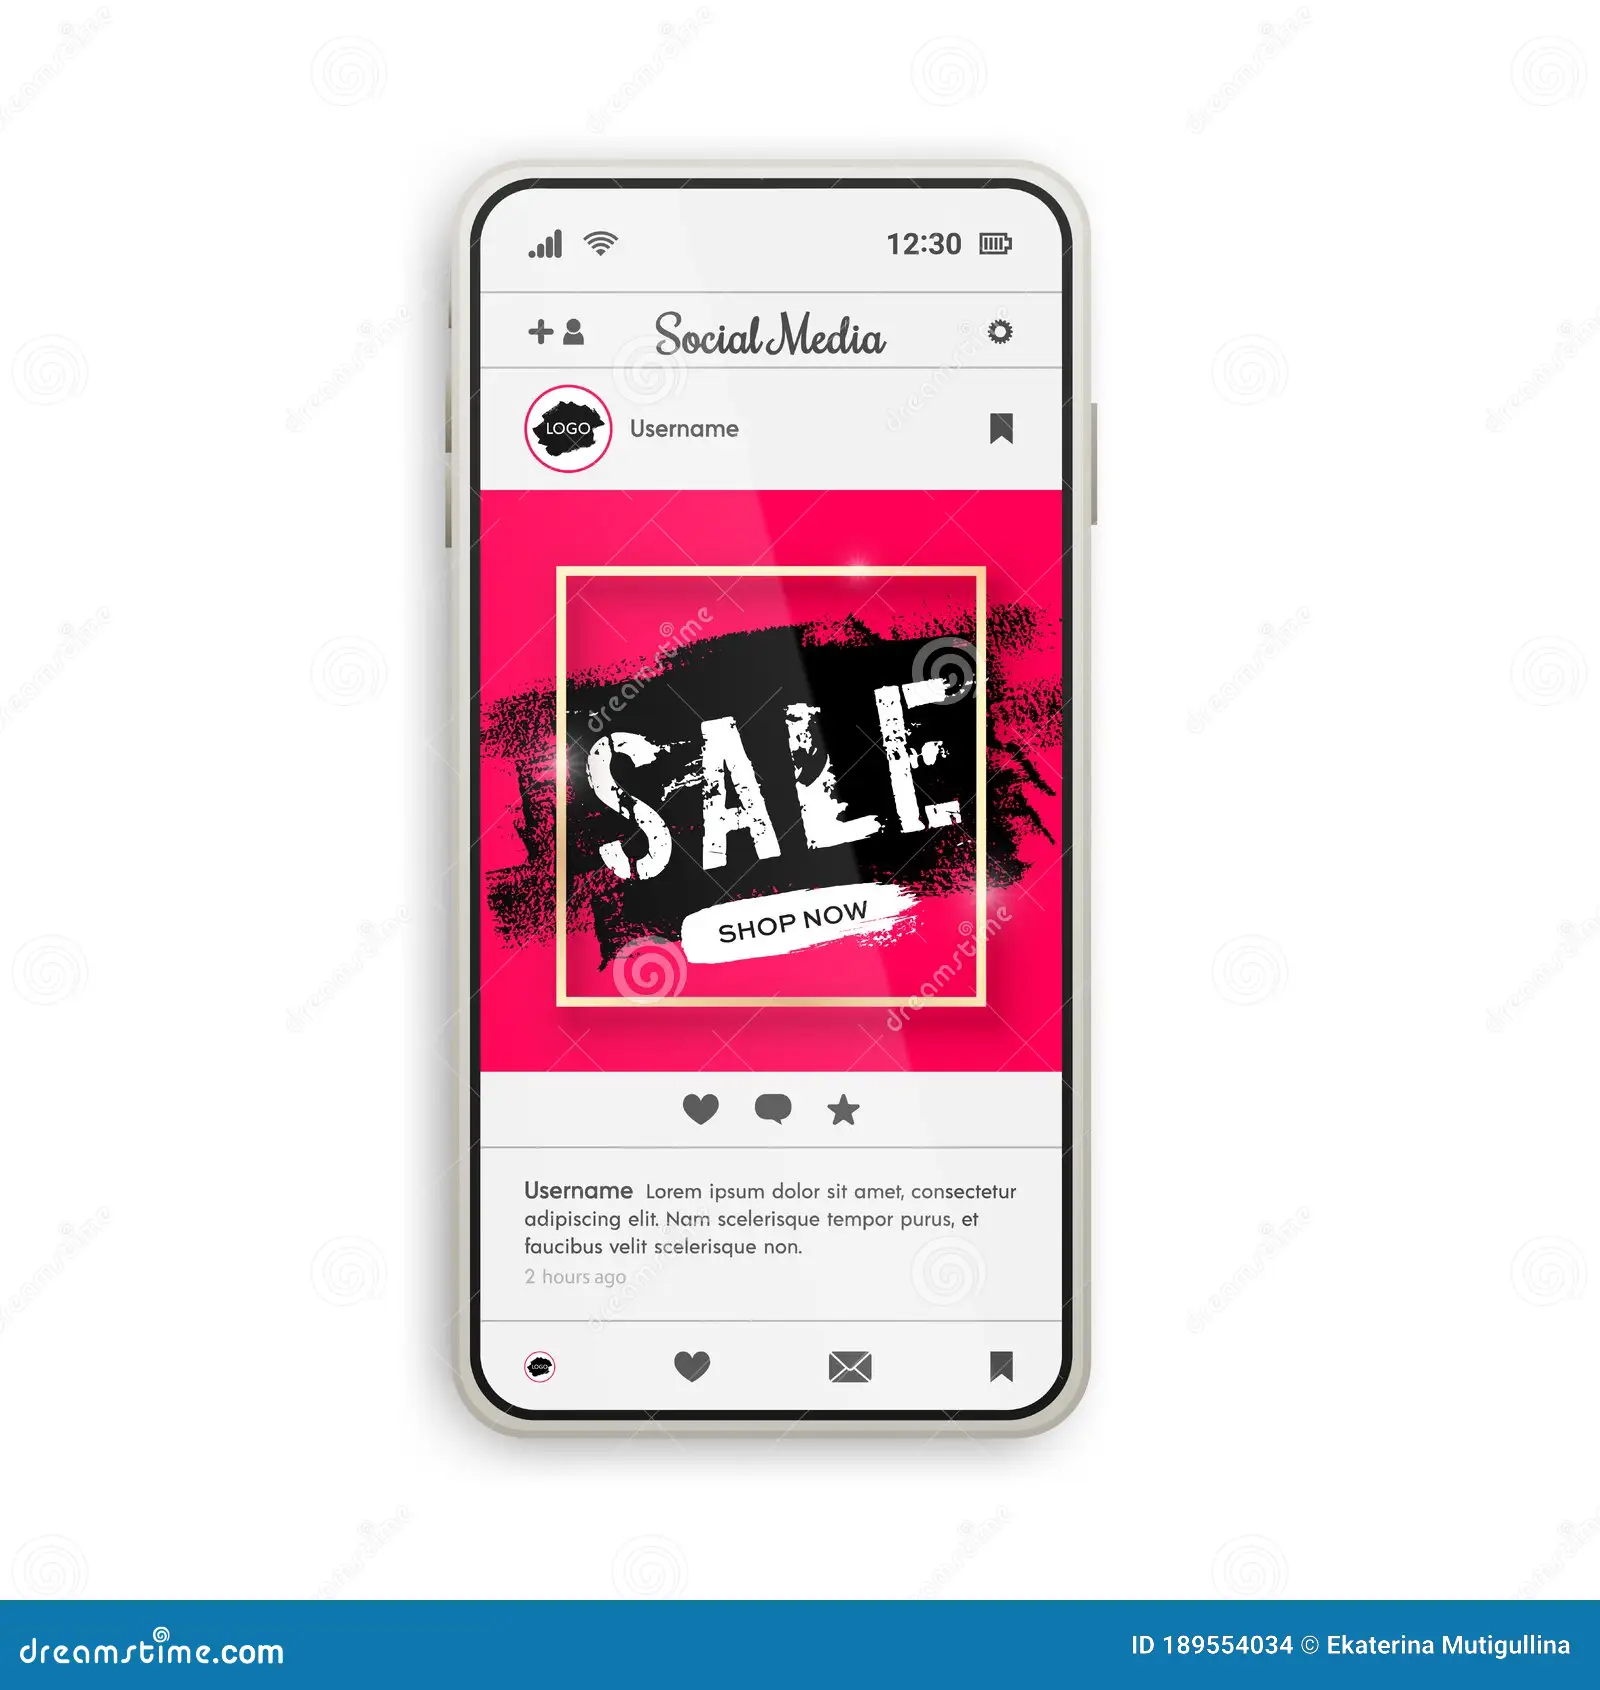 12:30
Social Media
LOGO
Username
SALE
SHOP NOW
Username Lorem ipsum dolor sit amet, consectetur
adipiscing elit. Nam scelerisque tempor purus, et
faucibus velit scelerisque non.
2 hours ago
LOGO
dreamstime.com
ID 189554034 © Ekaterina Mutigullina